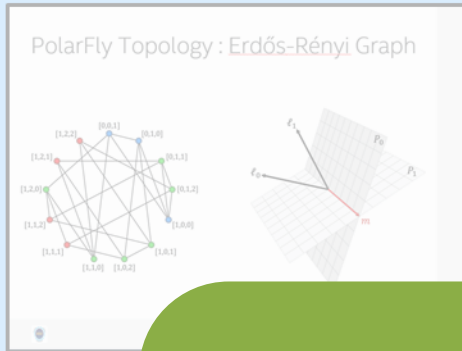 PolarFly Topology : Erdős-Rényi Graph
[0,0,1]
[1,2,2]
[0,1,0]
[1,2,1]
[0,1,1]
[1,2,0]
[0,1,2]
[1,1,2]
[1,0,0]
[1,1,1]
[1,0,1]
[1,1,0]
[1,0,2]
ℓ₁
P₀
ℓ₀
P₁
m